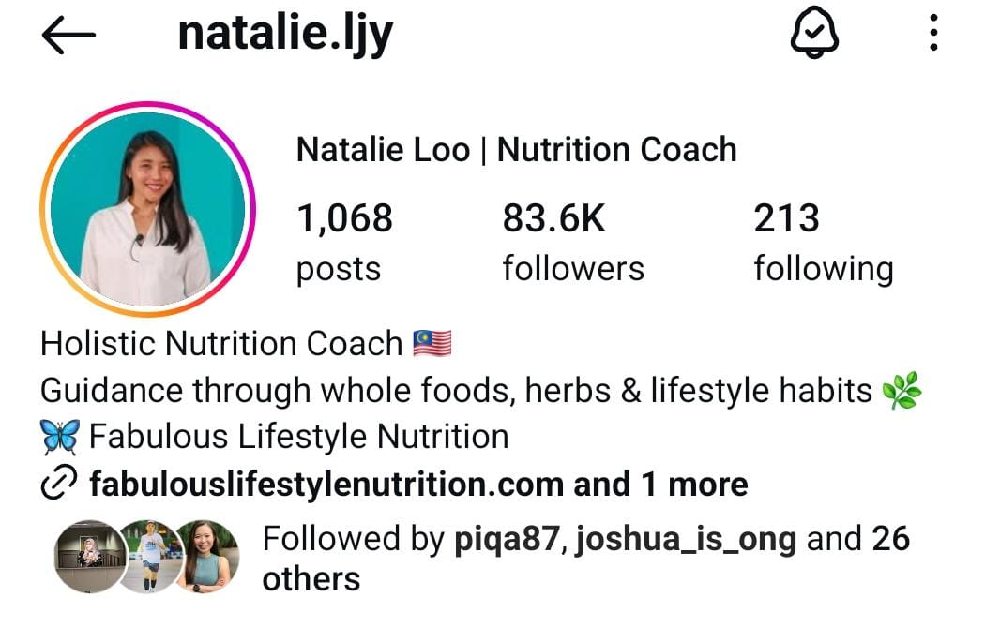 natalie.ljy
Natalie Loo | Nutrition Coach
1,068 83.6K 213
posts followers following
Holistic Nutrition Coach 🇲🇾
Guidance through whole foods, herbs & lifestyle habits 🌿
🦋 Fabulous Lifestyle Nutrition
fabulouslifestylenutrition.com and 1 more
Followed by piqa87, joshua_is_ong and 26
others